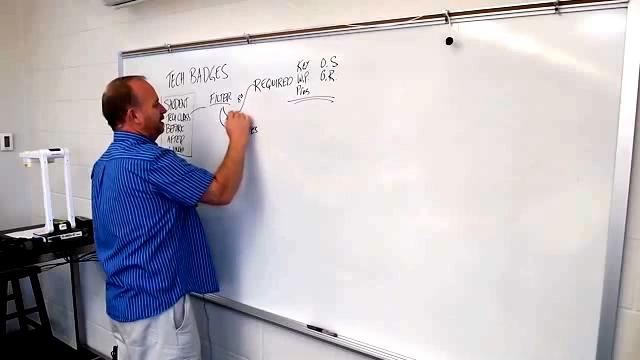 TECH BADGES
STUDENT
TECH CLASS
BEFORE
AFTER
FILTER
REQUIRED
Key O.S
W.P. G.R.
Pres